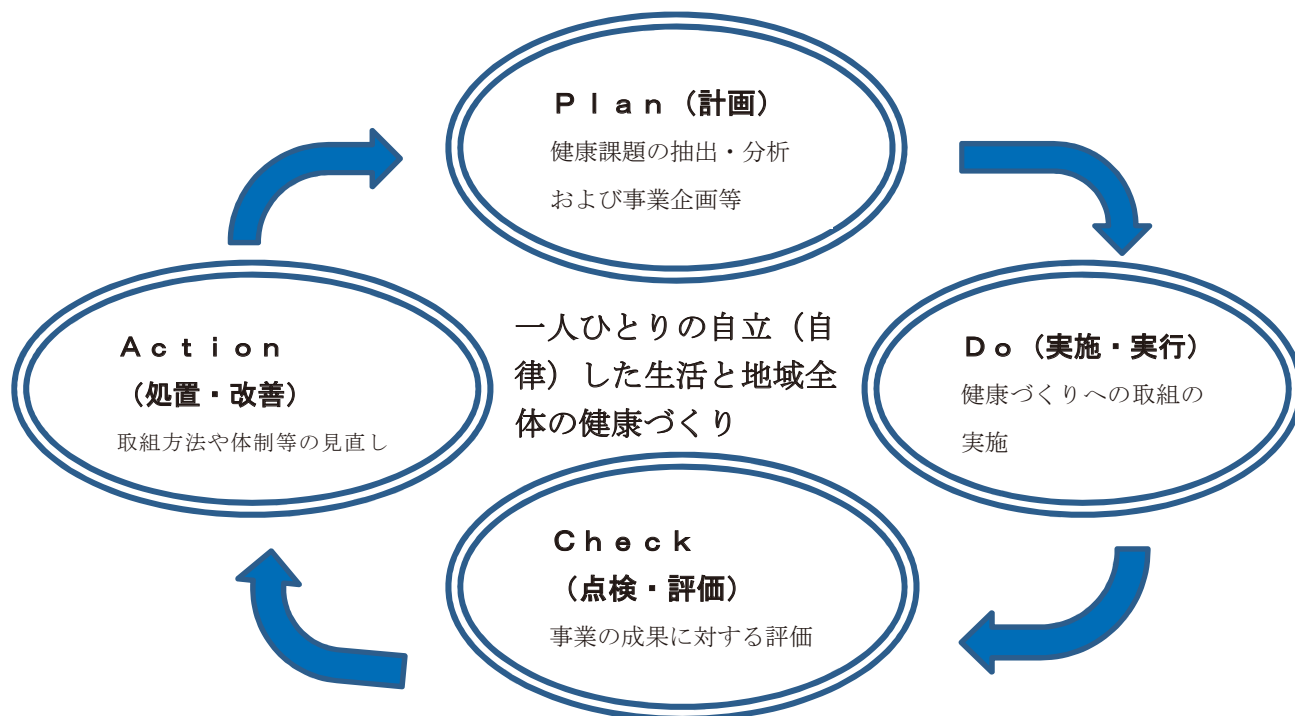 Ｐｌａｎ（計画）
健康課題の抽出・分析
および事業企画等
Ａｃｔｉｏｎ
（処置・改善）
取組方法や体制等の見直し
一人ひとりの自立（自
律）した生活と地域全
体の健康づくり
Ｄｏ（実施・実行）
健康づくりへの取組の
実施
Ｃｈｅｃｋ
（点検・評価）
事業の成果に対する評価